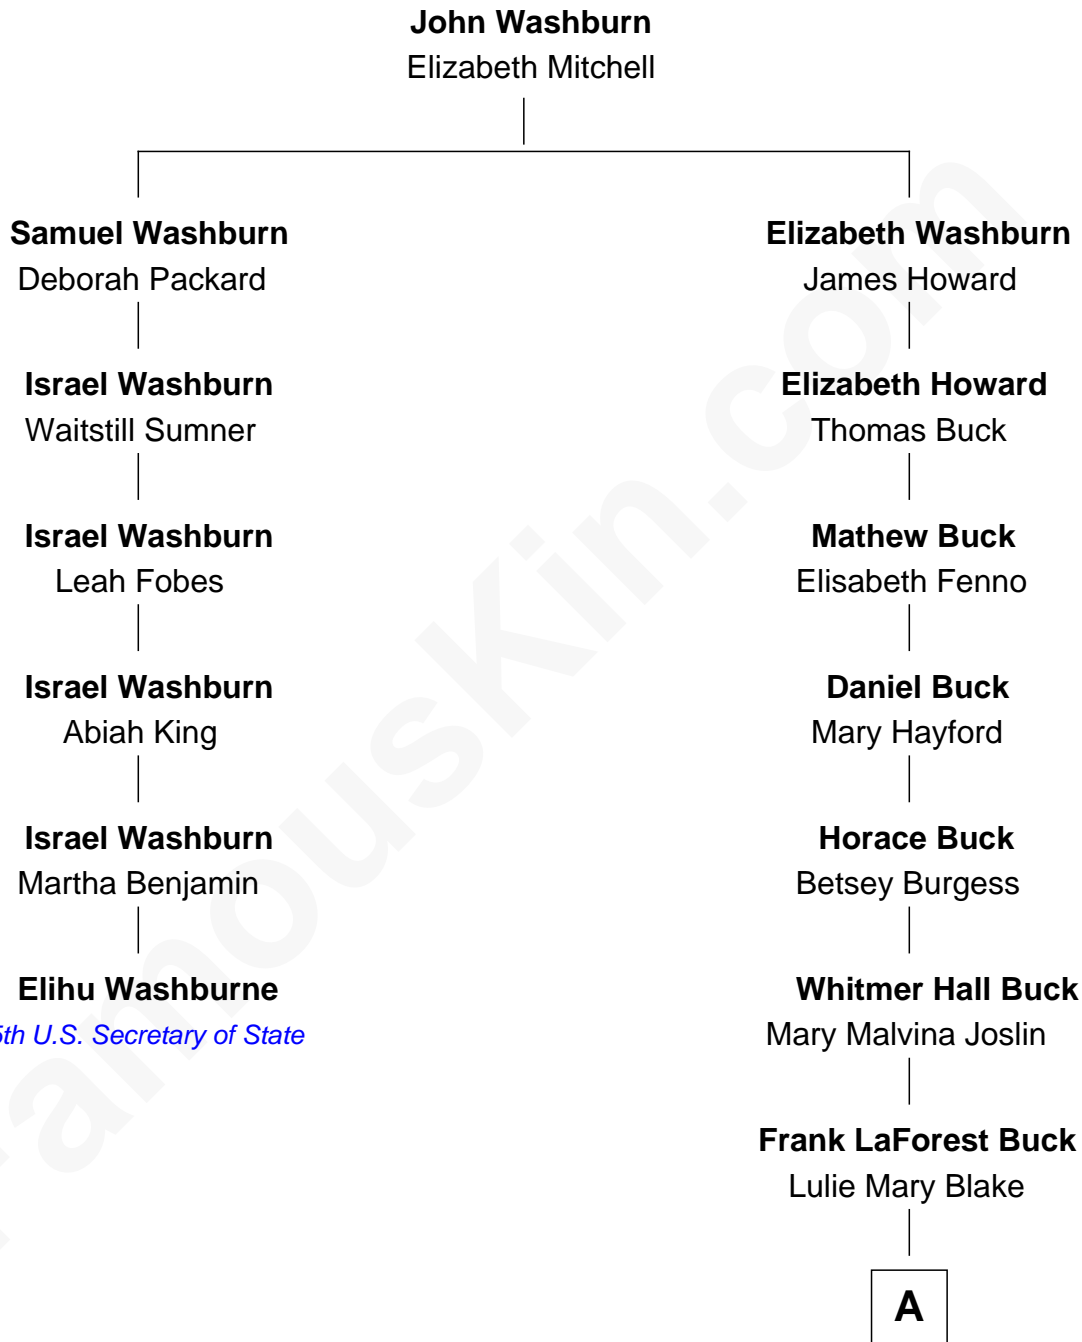 John Washburn
Elizabeth Mitchell
Samuel Washburn
Deborah Packard
Elizabeth Washburn
James Howard
Israel Washburn
Waitstill Sumner
Elizabeth Howard
Thomas Buck
Israel Washburn
Leah Fobes
Mathew Buck
Elisabeth Fenno
Israel Washburn
Abiah King
Daniel Buck
Mary Hayford
Israel Washburn
Martha Benjamin
Horace Buck
Betsey Burgess
Elihu Washburne
5th U.S. Secretary of State
Whitmer Hall Buck
Mary Malvina Joslin
Frank LaForest Buck
Lulie Mary Blake
A
FamousKin.com